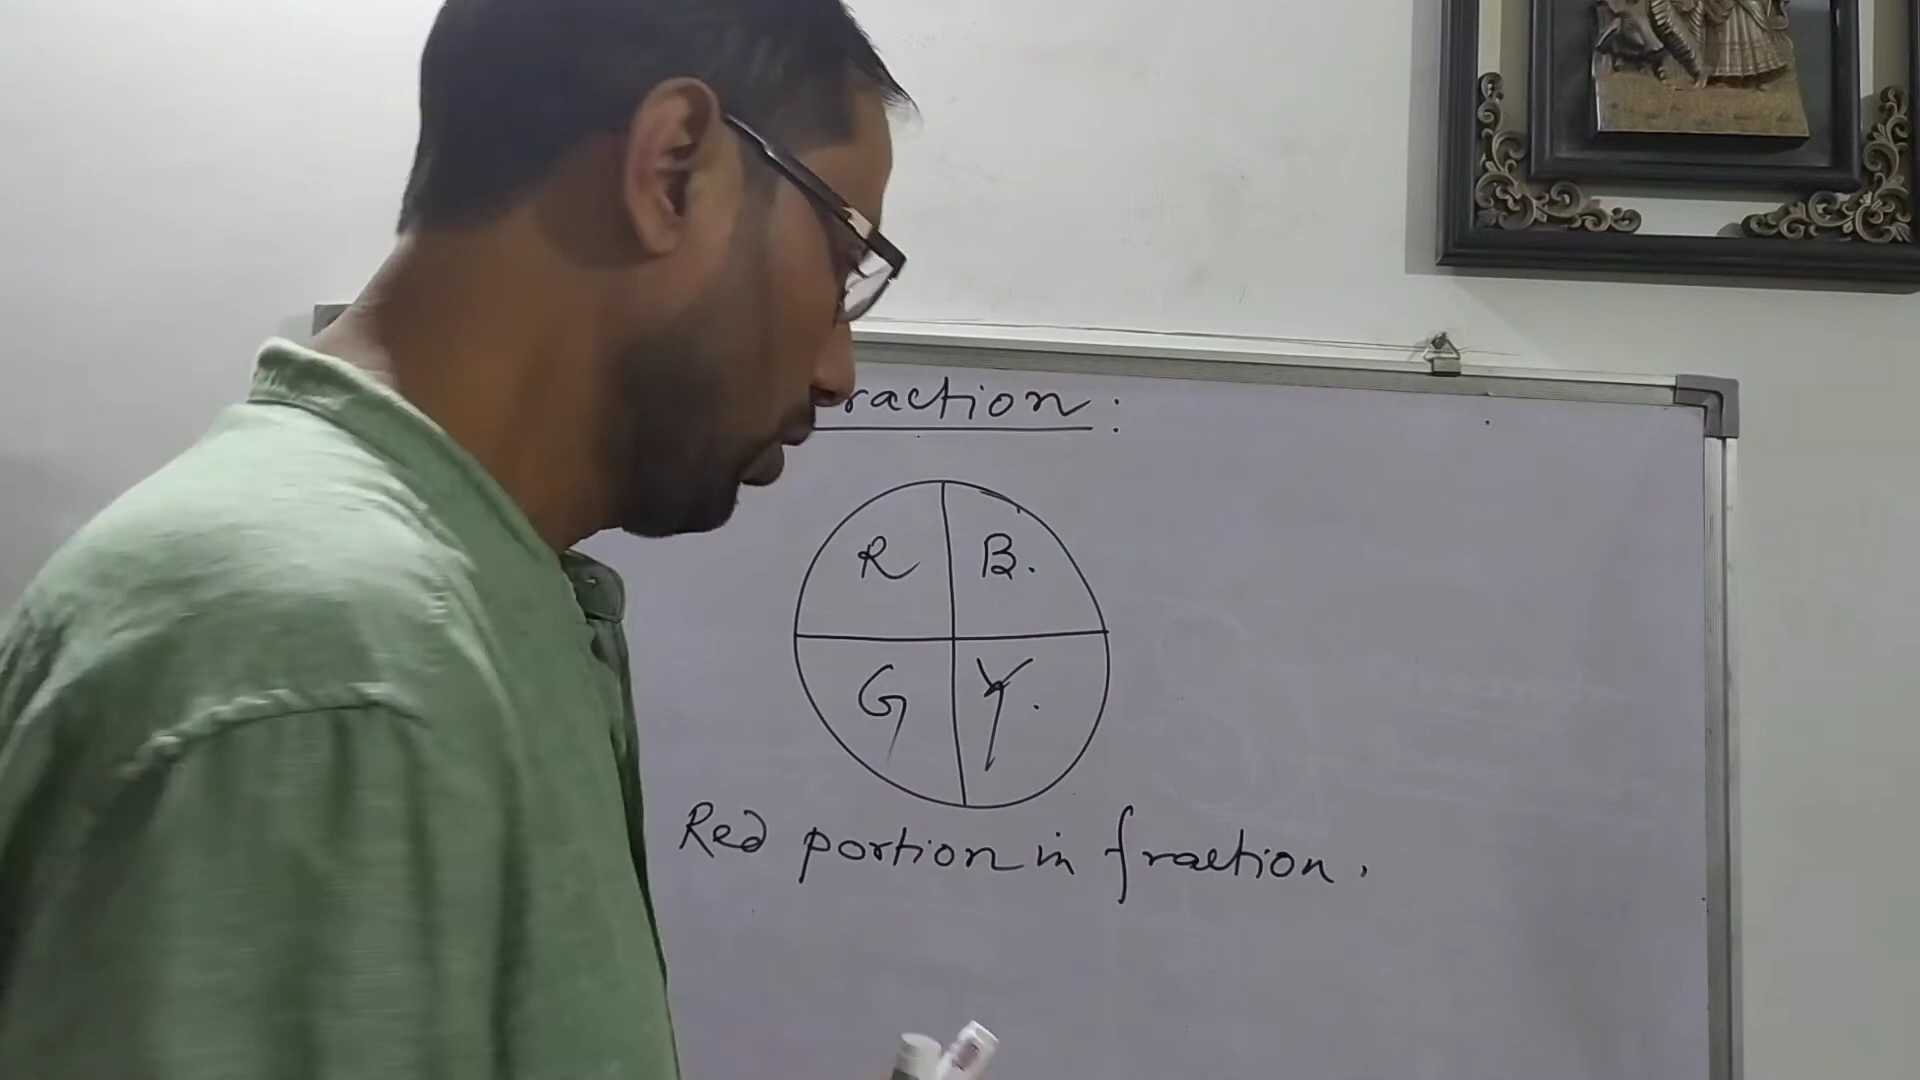 raction:
R B.
G Y.
Red portion in fraction.